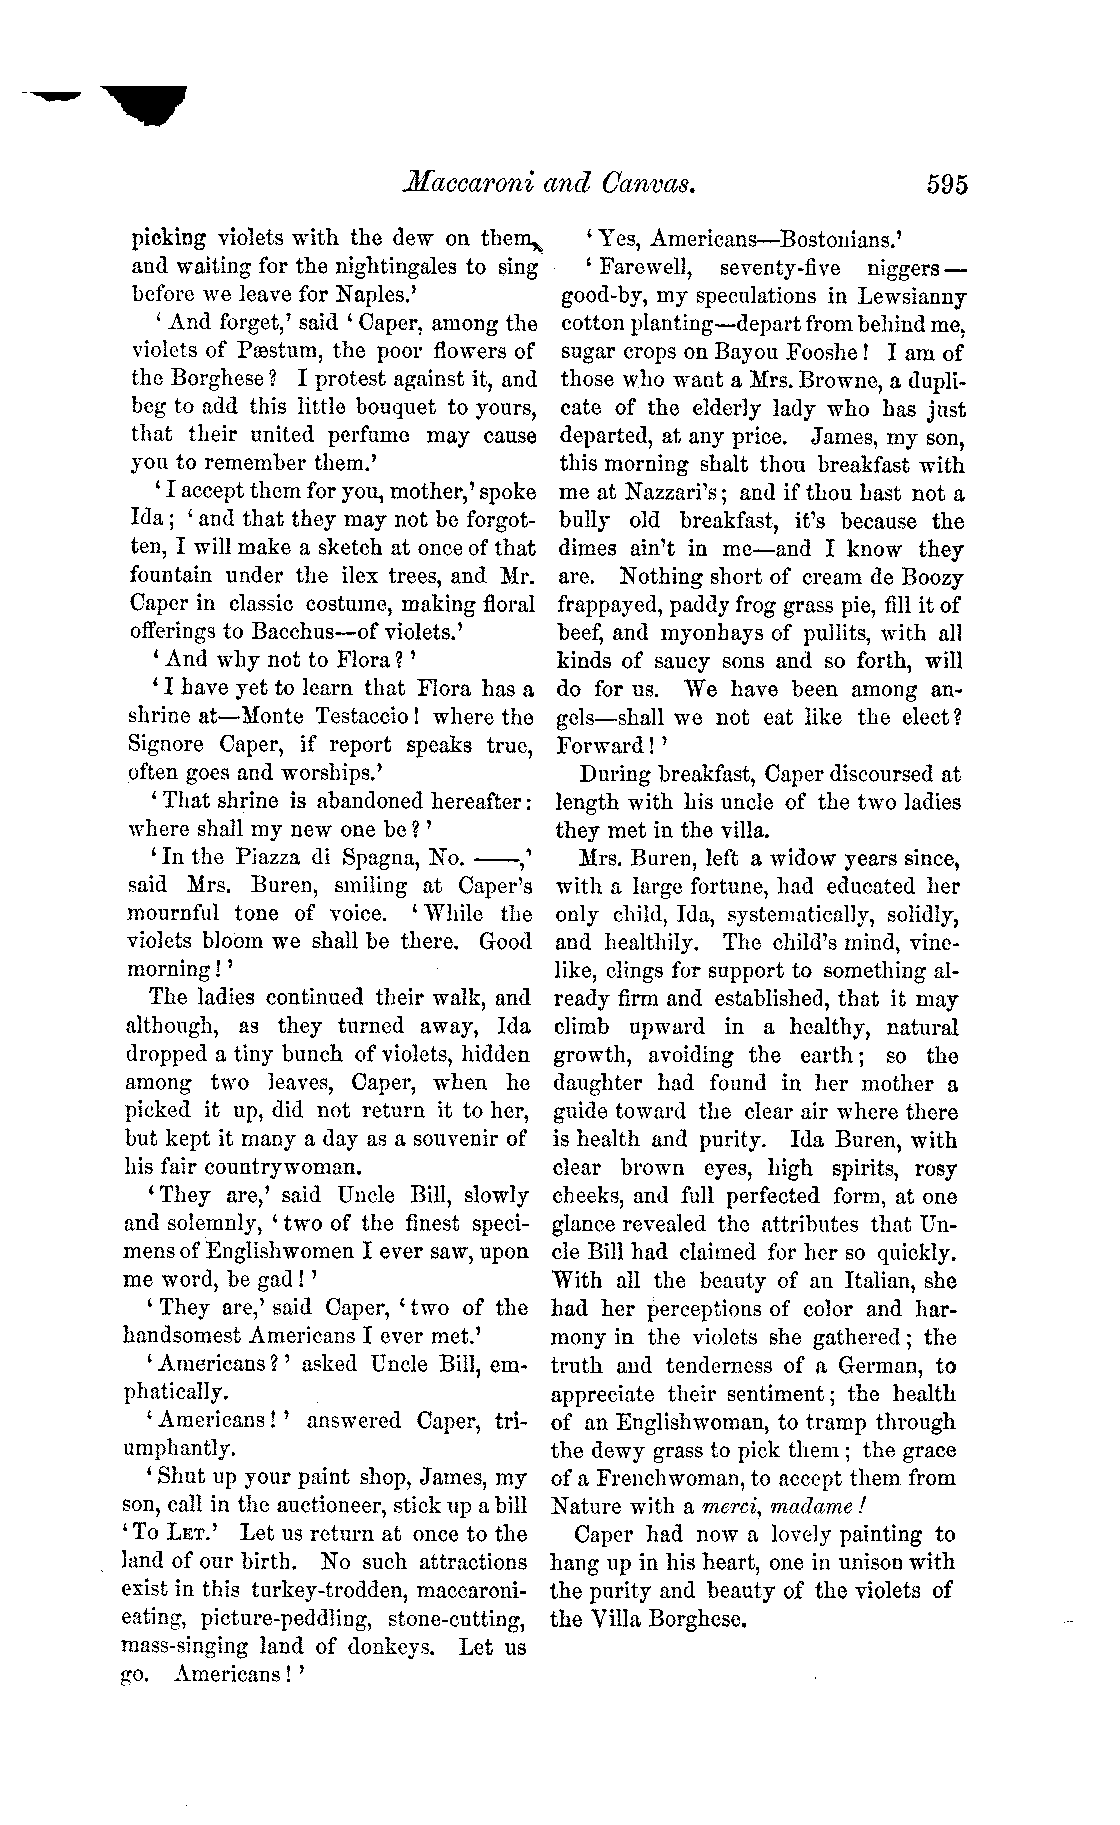 Maccaroni and Canvas. 595
picking violets with the dew on them,
and waiting for the nightingales to sing
before we leave for Naples.'
' And forget,' said ' Caper, among the
violets of Pæstum, the poor flowers of
the Borghese? I protest against it, and
beg to add this little bouquet to yours,
that their united perfume may cause
you to remember them.'
' I accept them for you, mother,' spoke
Ida; ' and that they may not be forgot-
ten, I will make a sketch at once of that
fountain under the ilex trees, and Mr.
Caper in classic costume, making floral
offerings to Bacchus—of violets.'
' And why not to Flora? '
' I have yet to learn that Flora has a
shrine at—Monte Testaccio! where the
Signore Caper, if report speaks true,
often goes and worships.'
' That shrine is abandoned hereafter:
where shall my new one be? '
' In the Piazza di Spagna, No. ——,'
said Mrs. Buren, smiling at Caper's
mournful tone of voice. ' While the
violets bloom we shall be there. Good
morning! '
The ladies continued their walk, and
although, as they turned away, Ida
dropped a tiny bunch of violets, hidden
among two leaves, Caper, when he
picked it up, did not return it to her,
but kept it many a day as a souvenir of
his fair countrywoman.
' They are,' said Uncle Bill, slowly
and solemnly, ' two of the finest speci-
mens of Englishwomen I ever saw, upon
me word, be gad! '
' They are,' said Caper, ' two of the
handsomest Americans I ever met.'
' Americans? ' asked Uncle Bill, em-
phatically.
' Americans! ' answered Caper, tri-
umphantly.
' Shut up your paint shop, James, my
son, call in the auctioneer, stick up a bill
' TO LET.' Let us return at once to the
land of our birth. No such attractions
exist in this turkey-trodden, maccaroni-
eating, picture-peddling, stone-cutting,
mass-singing land of donkeys. Let us
go. Americans! '
' Yes, Americans—Bostonians.'
' Farewell, seventy-five niggers—
good-by, my speculations in Lewsianny
cotton planting—depart from behind me,
sugar crops on Bayou Fooshe! I am of
those who want a Mrs. Browne, a dupli-
cate of the elderly lady who has just
departed, at any price. James, my son,
this morning shalt thou breakfast with
me at Nazzari's; and if thou hast not a
bully old breakfast, it's because the
dimes ain't in me—and I know they
are. Nothing short of cream de Boozy
frappayed, paddy frog grass pie, fill it of
beef, and myonhays of pullits, with all
kinds of saucy sons and so forth, will
do for us. We have been among an-
gels—shall we not eat like the elect?
Forward! '
During breakfast, Caper discoursed at
length with his uncle of the two ladies
they met in the villa.
Mrs. Buren, left a widow years since,
with a large fortune, had educated her
only child, Ida, systematically, solidly,
and healthily. The child's mind, vine-
like, clings for support to something al-
ready firm and established, that it may
climb upward in a healthy, natural
growth, avoiding the earth; so the
daughter had found in her mother a
guide toward the clear air where there
is health and purity. Ida Buren, with
clear brown eyes, high spirits, rosy
cheeks, and full perfected form, at one
glance revealed the attributes that Un-
cle Bill had claimed for her so quickly.
With all the beauty of an Italian, she
had her perceptions of color and har-
mony in the violets she gathered; the
truth and tenderness of a German, to
appreciate their sentiment; the health
of an Englishwoman, to tramp through
the dewy grass to pick them; the grace
of a Frenchwoman, to accept them from
Nature with a merci, madame!
Caper had now a lovely painting to
hang up in his heart, one in unison with
the purity and beauty of the violets of
the Villa Borghese.